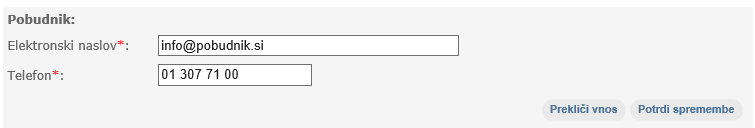 Pobudnik:
Elektronski naslov*: info@pobudnik.si
Telefon*: 01 307 71 00
Prekliči vnos Potrdi spremembe